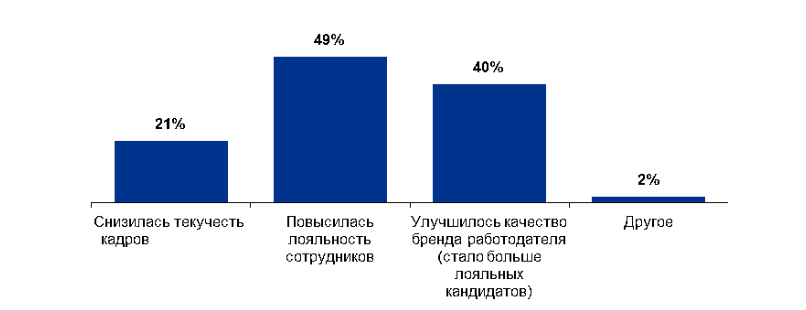 49%
40%
21%
2%
Снизилась текучесть
кадров
Повысилась
лояльность
сотрудников
Улучшилось качество
бренда работодателя
(стало больше
лояльных
кандидатов)
Другое